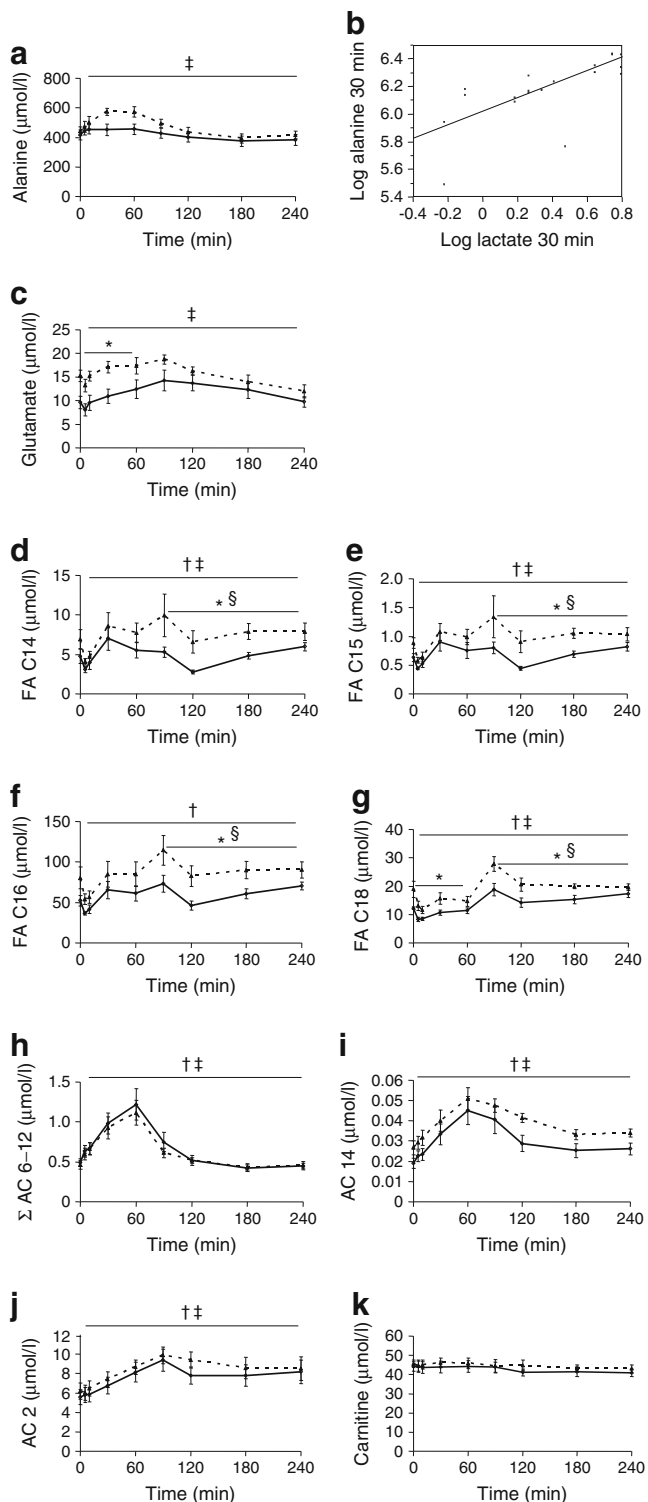 a
‡
Alanine (μmol/l)
800
600
400
200
0
0 60 120 180 240
Time (min)
b
Log alanine 30 min
6.4
6.2
6.0
5.8
5.6
5.4
-0.4 -0.2 0 0.2 0.4 0.6 0.8
Log lactate 30 min
c
‡
*
Glutamate (μmol/l)
25
20
15
10
5
0
0 60 120 180 240
Time (min)
d
†‡
* §
FA C14 (μmol/l)
15
10
5
0
0 60 120 180 240
Time (min)
e
†‡
* §
FA C15 (μmol/l)
2.0
1.5
1.0
0.5
0
0 60 120 180 240
Time (min)
f
†
* §
FA C16 (μmol/l)
150
100
50
0
0 60 120 180 240
Time (min)
g
†‡
*
* §
FA C18 (μmol/l)
40
30
20
10
0
0 60 120 180 240
Time (min)
h
†‡
Σ AC 6–12 (μmol/l)
1.5
1.0
0.5
0
0 60 120 180 240
Time (min)
i
†‡
AC 14 (μmol/l)
0.06
0.05
0.04
0.03
0.02
0.01
0
0 60 120 180 240
Time (min)
j
†‡
AC 2 (μmol/l)
12
10
8
6
4
2
0
0 60 120 180 240
Time (min)
k
Carnitine (μmol/l)
60
50
40
30
20
10
0
0 60 120 180 240
Time (min)